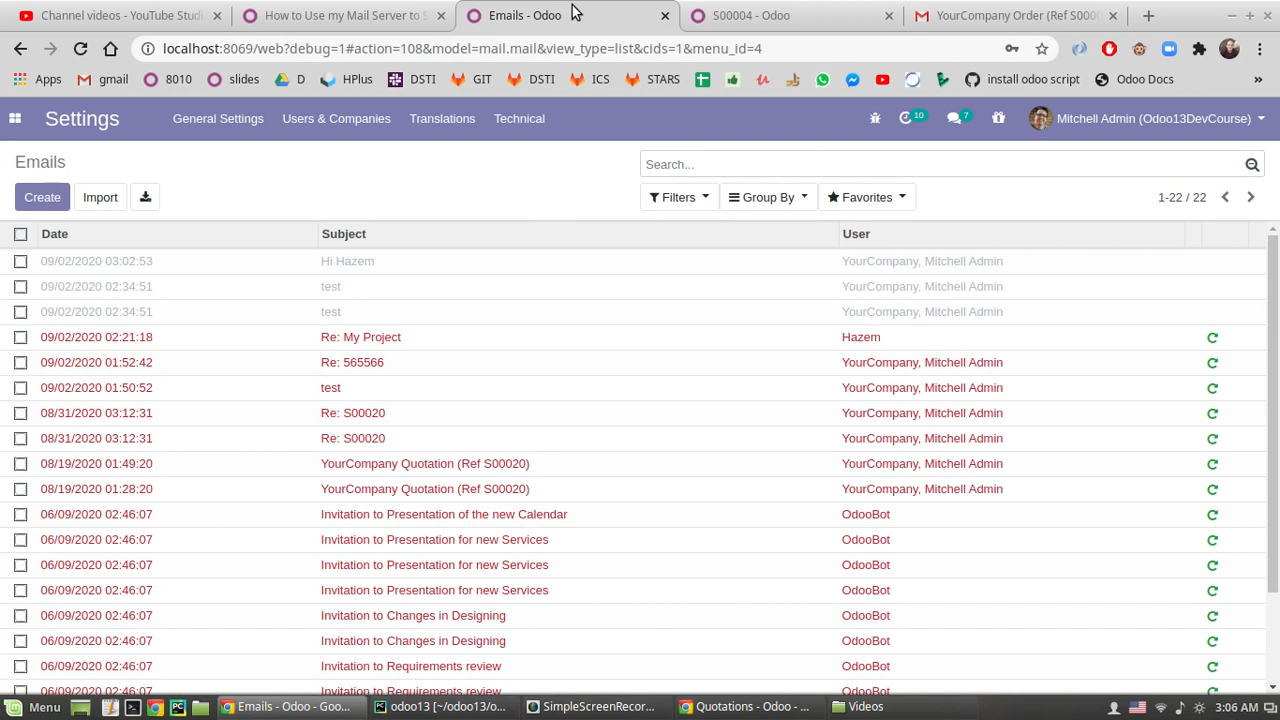 Channel videos - YouTube Studi
How to Use my Mail Server to S
Emails - Odoo
S00004 - Odoo
YourCompany Order (Ref S000
localhost:8069/web?debug=1#action=108&model=mail.mail&view_type=list&cids=1&menu_id=4
Apps
gmail
8010
slides
D
HPlus
DSTI
GIT
DSTI
ICS
STARS
install odoo script
Odoo Docs
»
Settings
General Settings
Users & Companies
Translations
Technical
10
7
Mitchell Admin (Odoo13DevCourse)
Emails
Search...
Create
Import
Filters
Group By
Favorites
1-22 / 22
Date Subject User
09/02/2020 03:02:53 Hi Hazem YourCompany, Mitchell Admin
09/02/2020 02:34:51 test YourCompany, Mitchell Admin
09/02/2020 02:34:51 test YourCompany, Mitchell Admin
09/02/2020 02:21:18 Re: My Project Hazem
09/02/2020 01:52:42 Re: 565566 YourCompany, Mitchell Admin
09/02/2020 01:50:52 test YourCompany, Mitchell Admin
08/31/2020 03:12:31 Re: S00020 YourCompany, Mitchell Admin
08/31/2020 03:12:31 Re: S00020 YourCompany, Mitchell Admin
08/19/2020 01:49:20 YourCompany Quotation (Ref S00020) YourCompany, Mitchell Admin
08/19/2020 01:28:20 YourCompany Quotation (Ref S00020) YourCompany, Mitchell Admin
06/09/2020 02:46:07 Invitation to Presentation of the new Calendar OdooBot
06/09/2020 02:46:07 Invitation to Presentation for new Services OdooBot
06/09/2020 02:46:07 Invitation to Presentation for new Services OdooBot
06/09/2020 02:46:07 Invitation to Presentation for new Services OdooBot
06/09/2020 02:46:07 Invitation to Changes in Designing OdooBot
06/09/2020 02:46:07 Invitation to Changes in Designing OdooBot
06/09/2020 02:46:07 Invitation to Requirements review OdooBot
06/09/2020 02:46:07 Invitation to Requirements review OdooBot
Menu
Emails - Odoo - Goo...
odoo13 [~/odoo13/o...
SimpleScreenRecor...
Quotations - Odoo - ...
Videos
3:06 AM